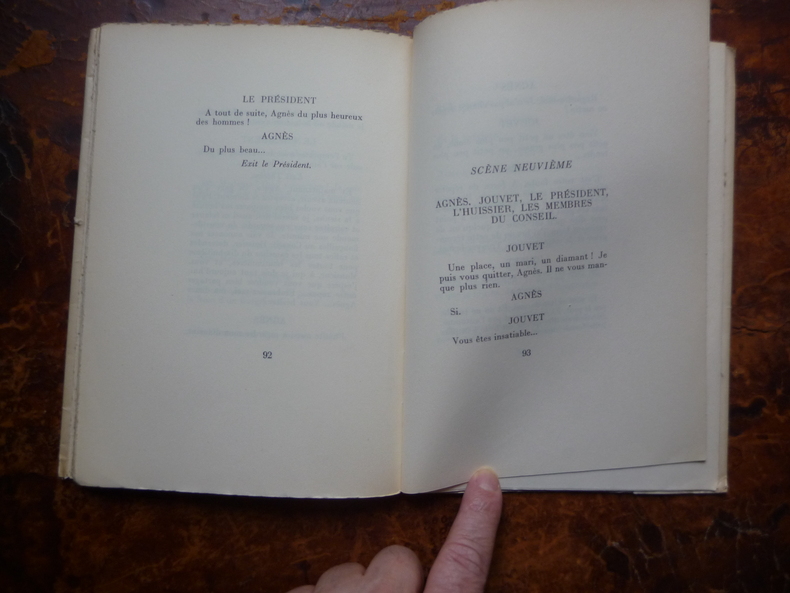 LE PRÉSIDENT
A tout de suite, Agnès du plus heureux
des hommes !
AGNÈS
Du plus beau...
Exit le Président.
92
SCÈNE NEUVIÈME
AGNÈS, JOUVET, LE PRÉSIDENT,
L'HUISSIER, LES MEMBRES
DU CONSEIL.
JOUVET
Une place, un mari, un diamant ! Je
puis vous quitter, Agnès. Il ne vous man-
que plus rien.
AGNÈS
Si.
JOUVET
Vous êtes insatiable...
93